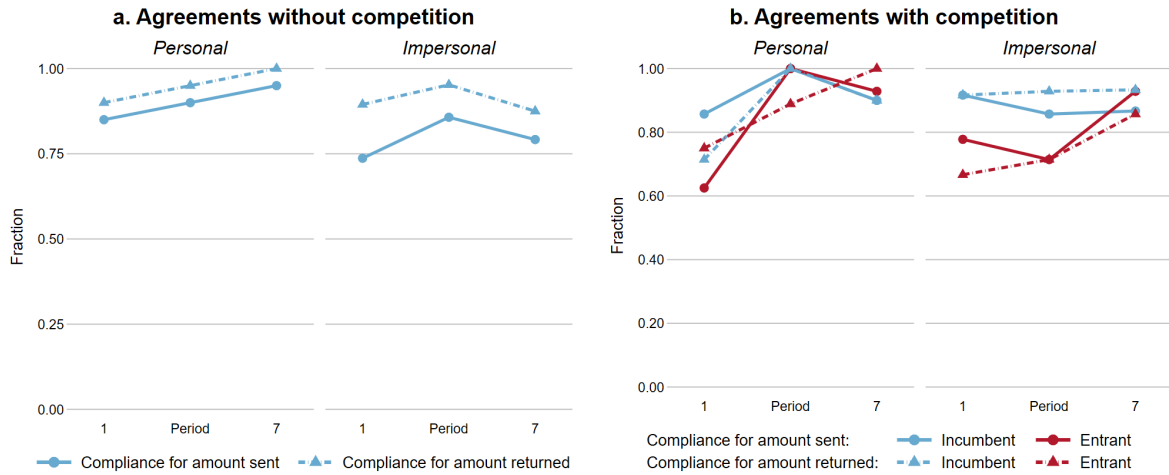 a. Agreements without competition
Personal
Impersonal
1.00
0.75
0.50
0.25
0.00
Fraction
1
Period
7
1
Period
7
Compliance for amount sent
Compliance for amount returned
b. Agreements with competition
Personal
Impersonal
1.00
0.80
0.60
0.40
0.20
0.00
Fraction
1
Period
7
1
Period
7
Compliance for amount sent: Incumbent Entrant
Compliance for amount returned: Incumbent Entrant